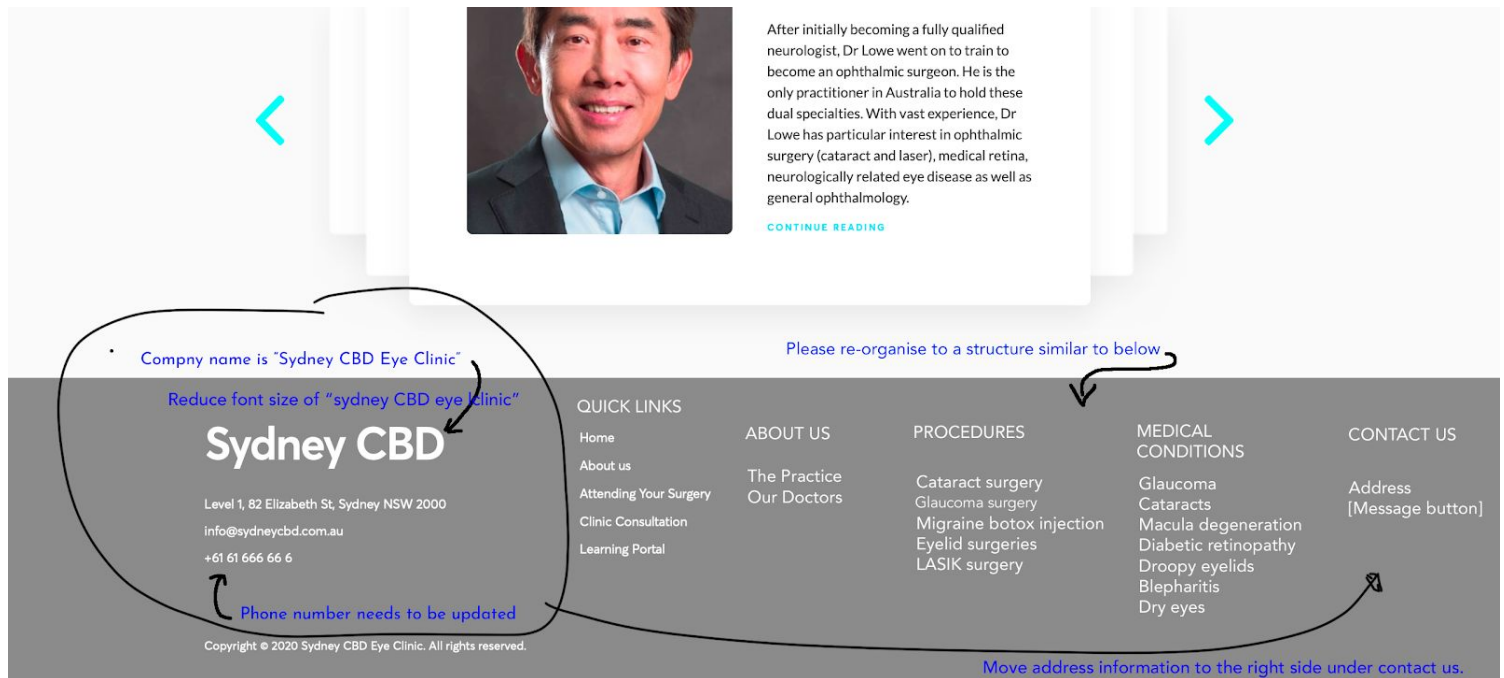 After initially becoming a fully qualified
neurologist, Dr Lowe went on to train to
become an ophthalmic surgeon. He is the
only practitioner in Australia to hold these
dual specialties. With vast experience, Dr
Lowe has particular interest in ophthalmic
surgery (cataract and laser), medical retina,
neurologically related eye disease as well as
general ophthalmology.
CONTINUE READING
Compny name is "Sydney CBD Eye Clinic"
Reduce font size of "sydney CBD eye lclinic"
Sydney CBD
Level 1, 82 Elizabeth St, Sydney NSW 2000
info@sydneycbd.com.au
+61 61 666 66 6
Phone number needs to be updated
Copyright © 2020 Sydney CBD Eye Clinic. All rights reserved.
Please re-organise to a structure similar to below
QUICK LINKS
Home
About us
Attending Your Surgery
Clinic Consultation
Learning Portal
ABOUT US
The Practice
Our Doctors
PROCEDURES
Cataract surgery
Glaucoma surgery
Migraine botox injection
Eyelid surgeries
LASIK surgery
MEDICAL
CONDITIONS
Glaucoma
Cataracts
Macula degeneration
Diabetic retinopathy
Droopy eyelids
Blepharitis
Dry eyes
CONTACT US
Address
[Message button]
Move address information to the right side under contact us.